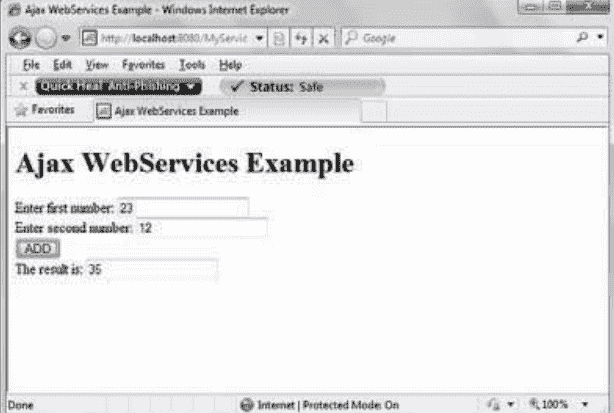 Ajax WebServices Example - Windows Internet Explorer
http://localhost:8080/MyServic
Google
File Edit View Favorites Tools Help
x Quick Heal Anti-Phishing ✓ Status: Safe
Favorites Ajax WebServices Example
Ajax WebServices Example
Enter first number: 23
Enter second number: 12
ADD
The result is: 35
Done Internet | Protected Mode: On 100%